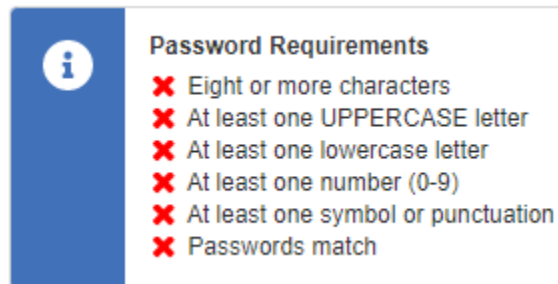 Password Requirements
Eight or more characters
At least one UPPERCASE letter
At least one lowercase letter
At least one number (0-9)
At least one symbol or punctuation
Passwords match